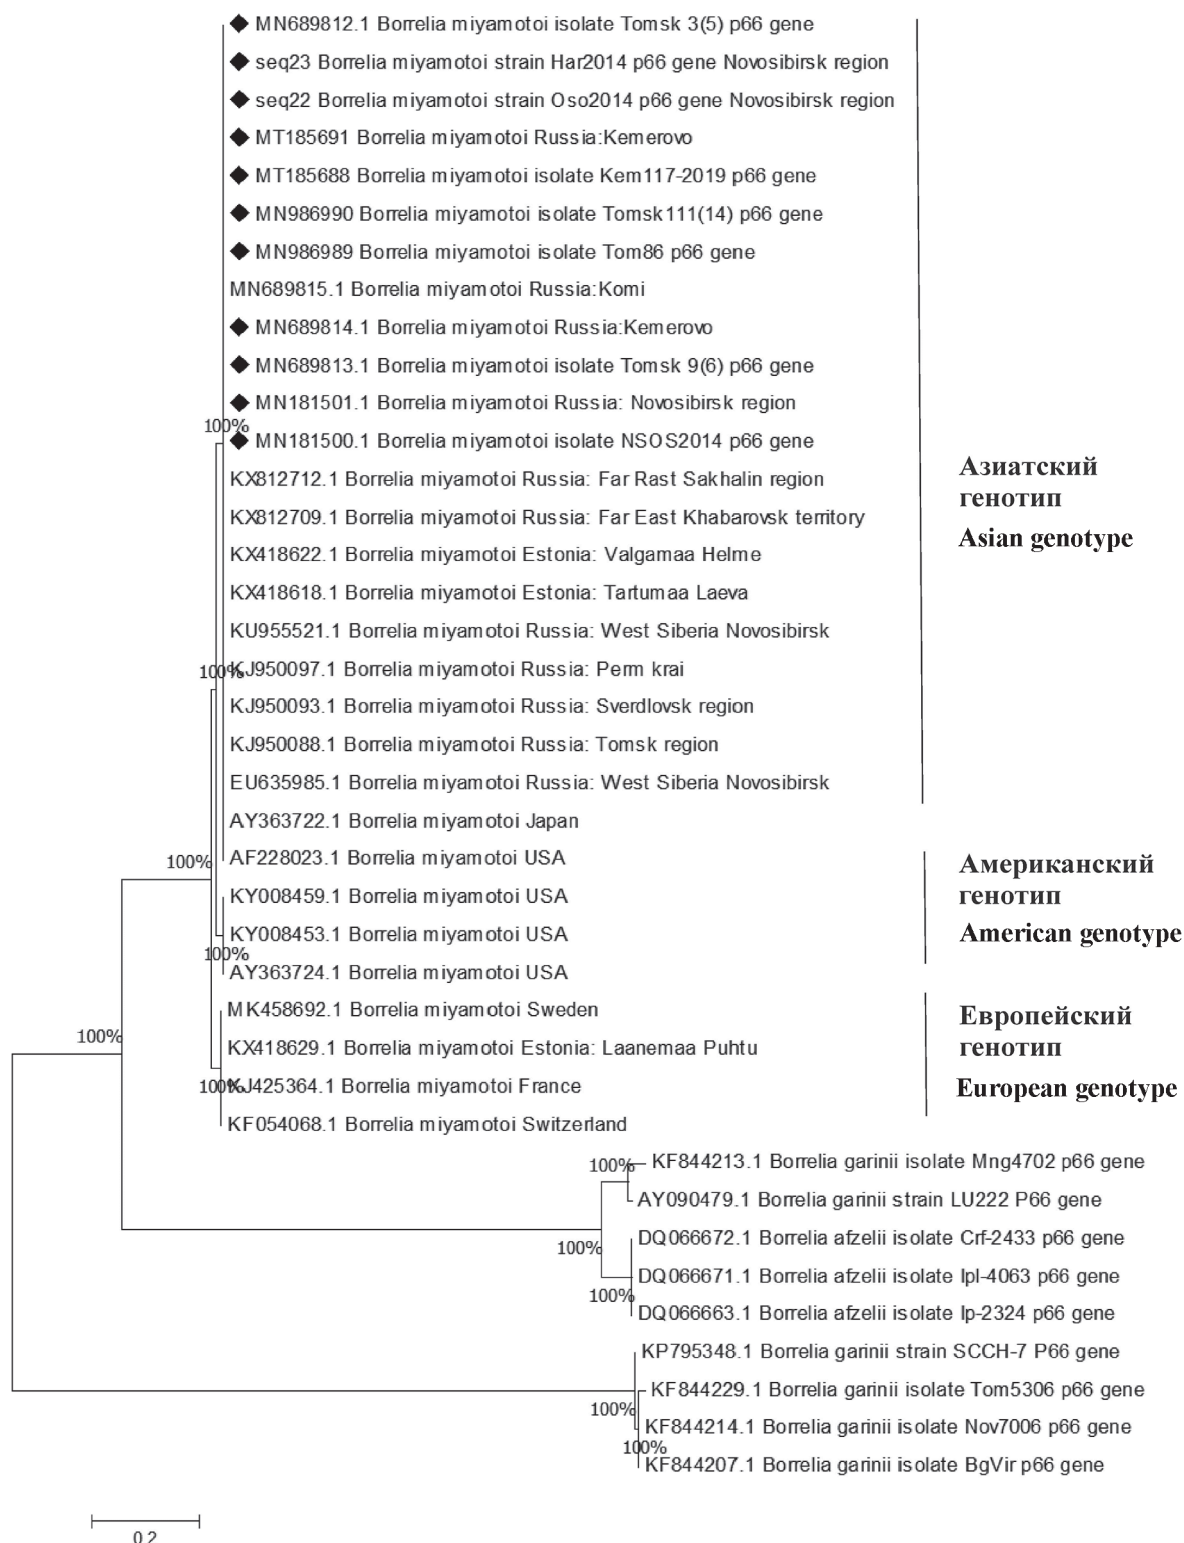 MN689812.1 Borrelia miyamotoi isolate Tomsk 3(5) p66 gene
seq23 Borrelia miyamotoi strain Har2014 p66 gene Novosibirsk region
seq22 Borrelia miyamotoi strain Oso2014 p66 gene Novosibirsk region
MT185691 Borrelia miyamotoi Russia:Kemerovo
MT185688 Borrelia miyamotoi isolate Kem117-2019 p66 gene
MN986990 Borrelia miyamotoi isolate Tomsk111(14) p66 gene
MN986989 Borrelia miyamotoi isolate Tom86 p66 gene
MN689815.1 Borrelia miyamotoi Russia:Komi
MN689814.1 Borrelia miyamotoi Russia:Kemerovo
MN689813.1 Borrelia miyamotoi isolate Tomsk 9(6) p66 gene
MN181501.1 Borrelia miyamotoi Russia: Novosibirsk region
100%
MN181500.1 Borrelia miyamotoi isolate NSOS2014 p66 gene
KX812712.1 Borrelia miyamotoi Russia: Far Rast Sakhalin region
KX812709.1 Borrelia miyamotoi Russia: Far East Khabarovsk territory
KX418622.1 Borrelia miyamotoi Estonia: Valgamaa Helme
KX418618.1 Borrelia miyamotoi Estonia: Tartumaa Laeva
KU955521.1 Borrelia miyamotoi Russia: West Siberia Novosibirsk
100%
KJ950097.1 Borrelia miyamotoi Russia: Perm krai
KJ950093.1 Borrelia miyamotoi Russia: Sverdlovsk region
KJ950088.1 Borrelia miyamotoi Russia: Tomsk region
EU635985.1 Borrelia miyamotoi Russia: West Siberia Novosibirsk
AY363722.1 Borrelia miyamotoi Japan
Азиатский
генотип
Asian genotype
100%
AF228023.1 Borrelia miyamotoi USA
KY008459.1 Borrelia miyamotoi USA
KY008453.1 Borrelia miyamotoi USA
100%
AY363724.1 Borrelia miyamotoi USA
Американский
генотип
American genotype
MK458692.1 Borrelia miyamotoi Sweden
100%
KX418629.1 Borrelia miyamotoi Estonia: Laanemaa Puhtu
100%
KJ425364.1 Borrelia miyamotoi France
KF054068.1 Borrelia miyamotoi Switzerland
Европейский
генотип
European genotype
100%
KF844213.1 Borrelia garinii isolate Mng4702 p66 gene
AY090479.1 Borrelia garinii strain LU222 P66 gene
100%
DQ066672.1 Borrelia afzelii isolate Crf-2433 p66 gene
DQ066671.1 Borrelia afzelii isolate Ipl-4063 p66 gene
100%
DQ066663.1 Borrelia afzelii isolate Ip-2324 p66 gene
KP795348.1 Borrelia garinii strain SCCH-7 P66 gene
KF844229.1 Borrelia garinii isolate Tom5306 p66 gene
100%
KF844214.1 Borrelia garinii isolate Nov7006 p66 gene
100%
KF844207.1 Borrelia garinii isolate BgVir p66 gene
0.2